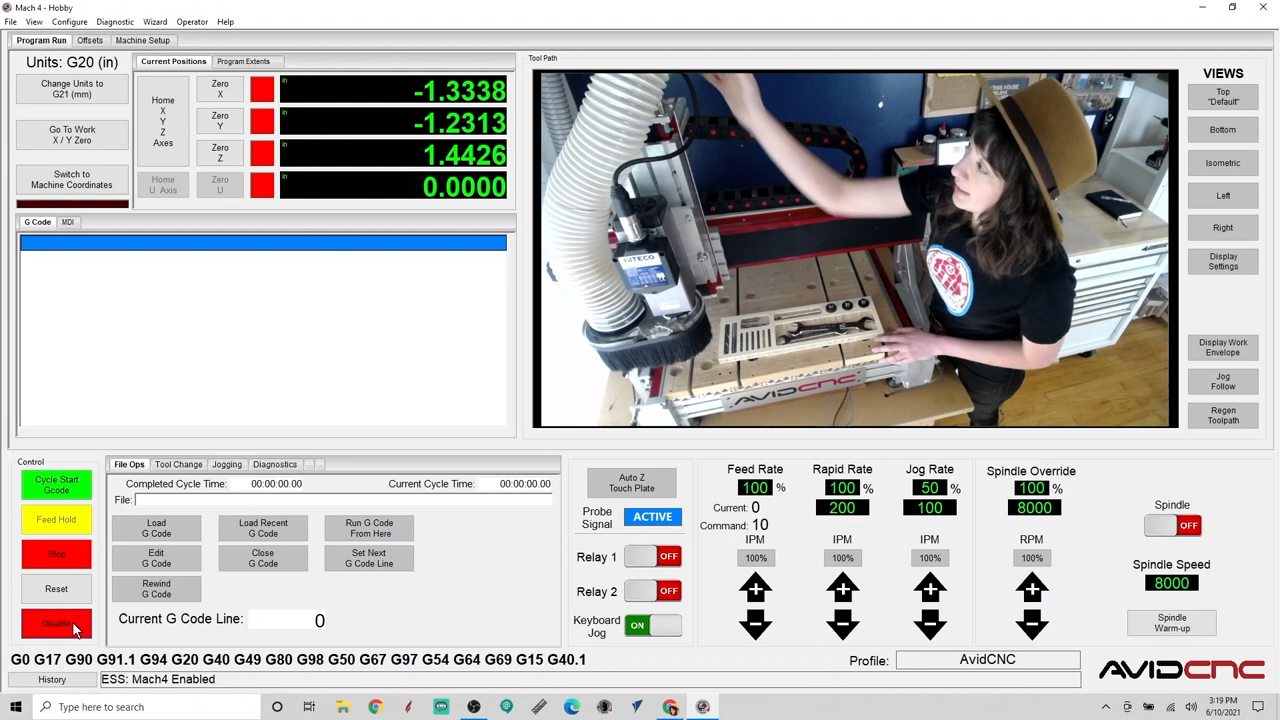 Mach 4 - Hobby
File View Configure Diagnostic Wizard Operator Help
Program Run Offsets Machine Setup
Units: G20 (in)
Change Units to
G21 (mm)
Go To Work
X / Y Zero
Switch to
Machine Coordinates
Current Positions Program Extents
Home
X
Y
Z
Axes
Home
U Axis
Zero
X
in
-1.3338
Zero
Y
in
-1.2313
Zero
Z
in
1.4426
Zero
U
in
0.0000
G Code MDI
Tool Path
HITECO
AVIDCNC
VIEWS
Top
"Default"
Bottom
Isometric
Left
Right
Display
Settings
Display Work
Envelope
Jog
Follow
Regen
Toolpath
Control
Cycle Start
Gcode
Feed Hold
Stop
Reset
Disable
File Ops Tool Change Jogging Diagnostics
Completed Cycle Time: 00:00:00.00 Current Cycle Time: 00:00:00.00
File:
Load
G Code
Load Recent
G Code
Run G Code
From Here
Edit
G Code
Close
G Code
Set Next
G Code Line
Rewind
G Code
Current G Code Line: 0
Auto Z
Touch Plate
Probe
Signal
ACTIVE
Relay 1 OFF
Relay 2 OFF
Keyboard
Jog
ON
Feed Rate
100 %
Current: 0
Command: 10
IPM
100%
Rapid Rate
100 %
200
IPM
100%
Jog Rate
50 %
100
IPM
100%
Spindle Override
100 %
8000
RPM
100%
Spindle
OFF
Spindle Speed
8000
Spindle
Warm-up
G0 G17 G90 G91.1 G94 G20 G40 G49 G80 G98 G50 G67 G97 G54 G64 G69 G15 G40.1
Profile: AvidCNC
AVIDCNC
History ESS: Mach4 Enabled
Type here to search
3:19 PM
6/10/2021